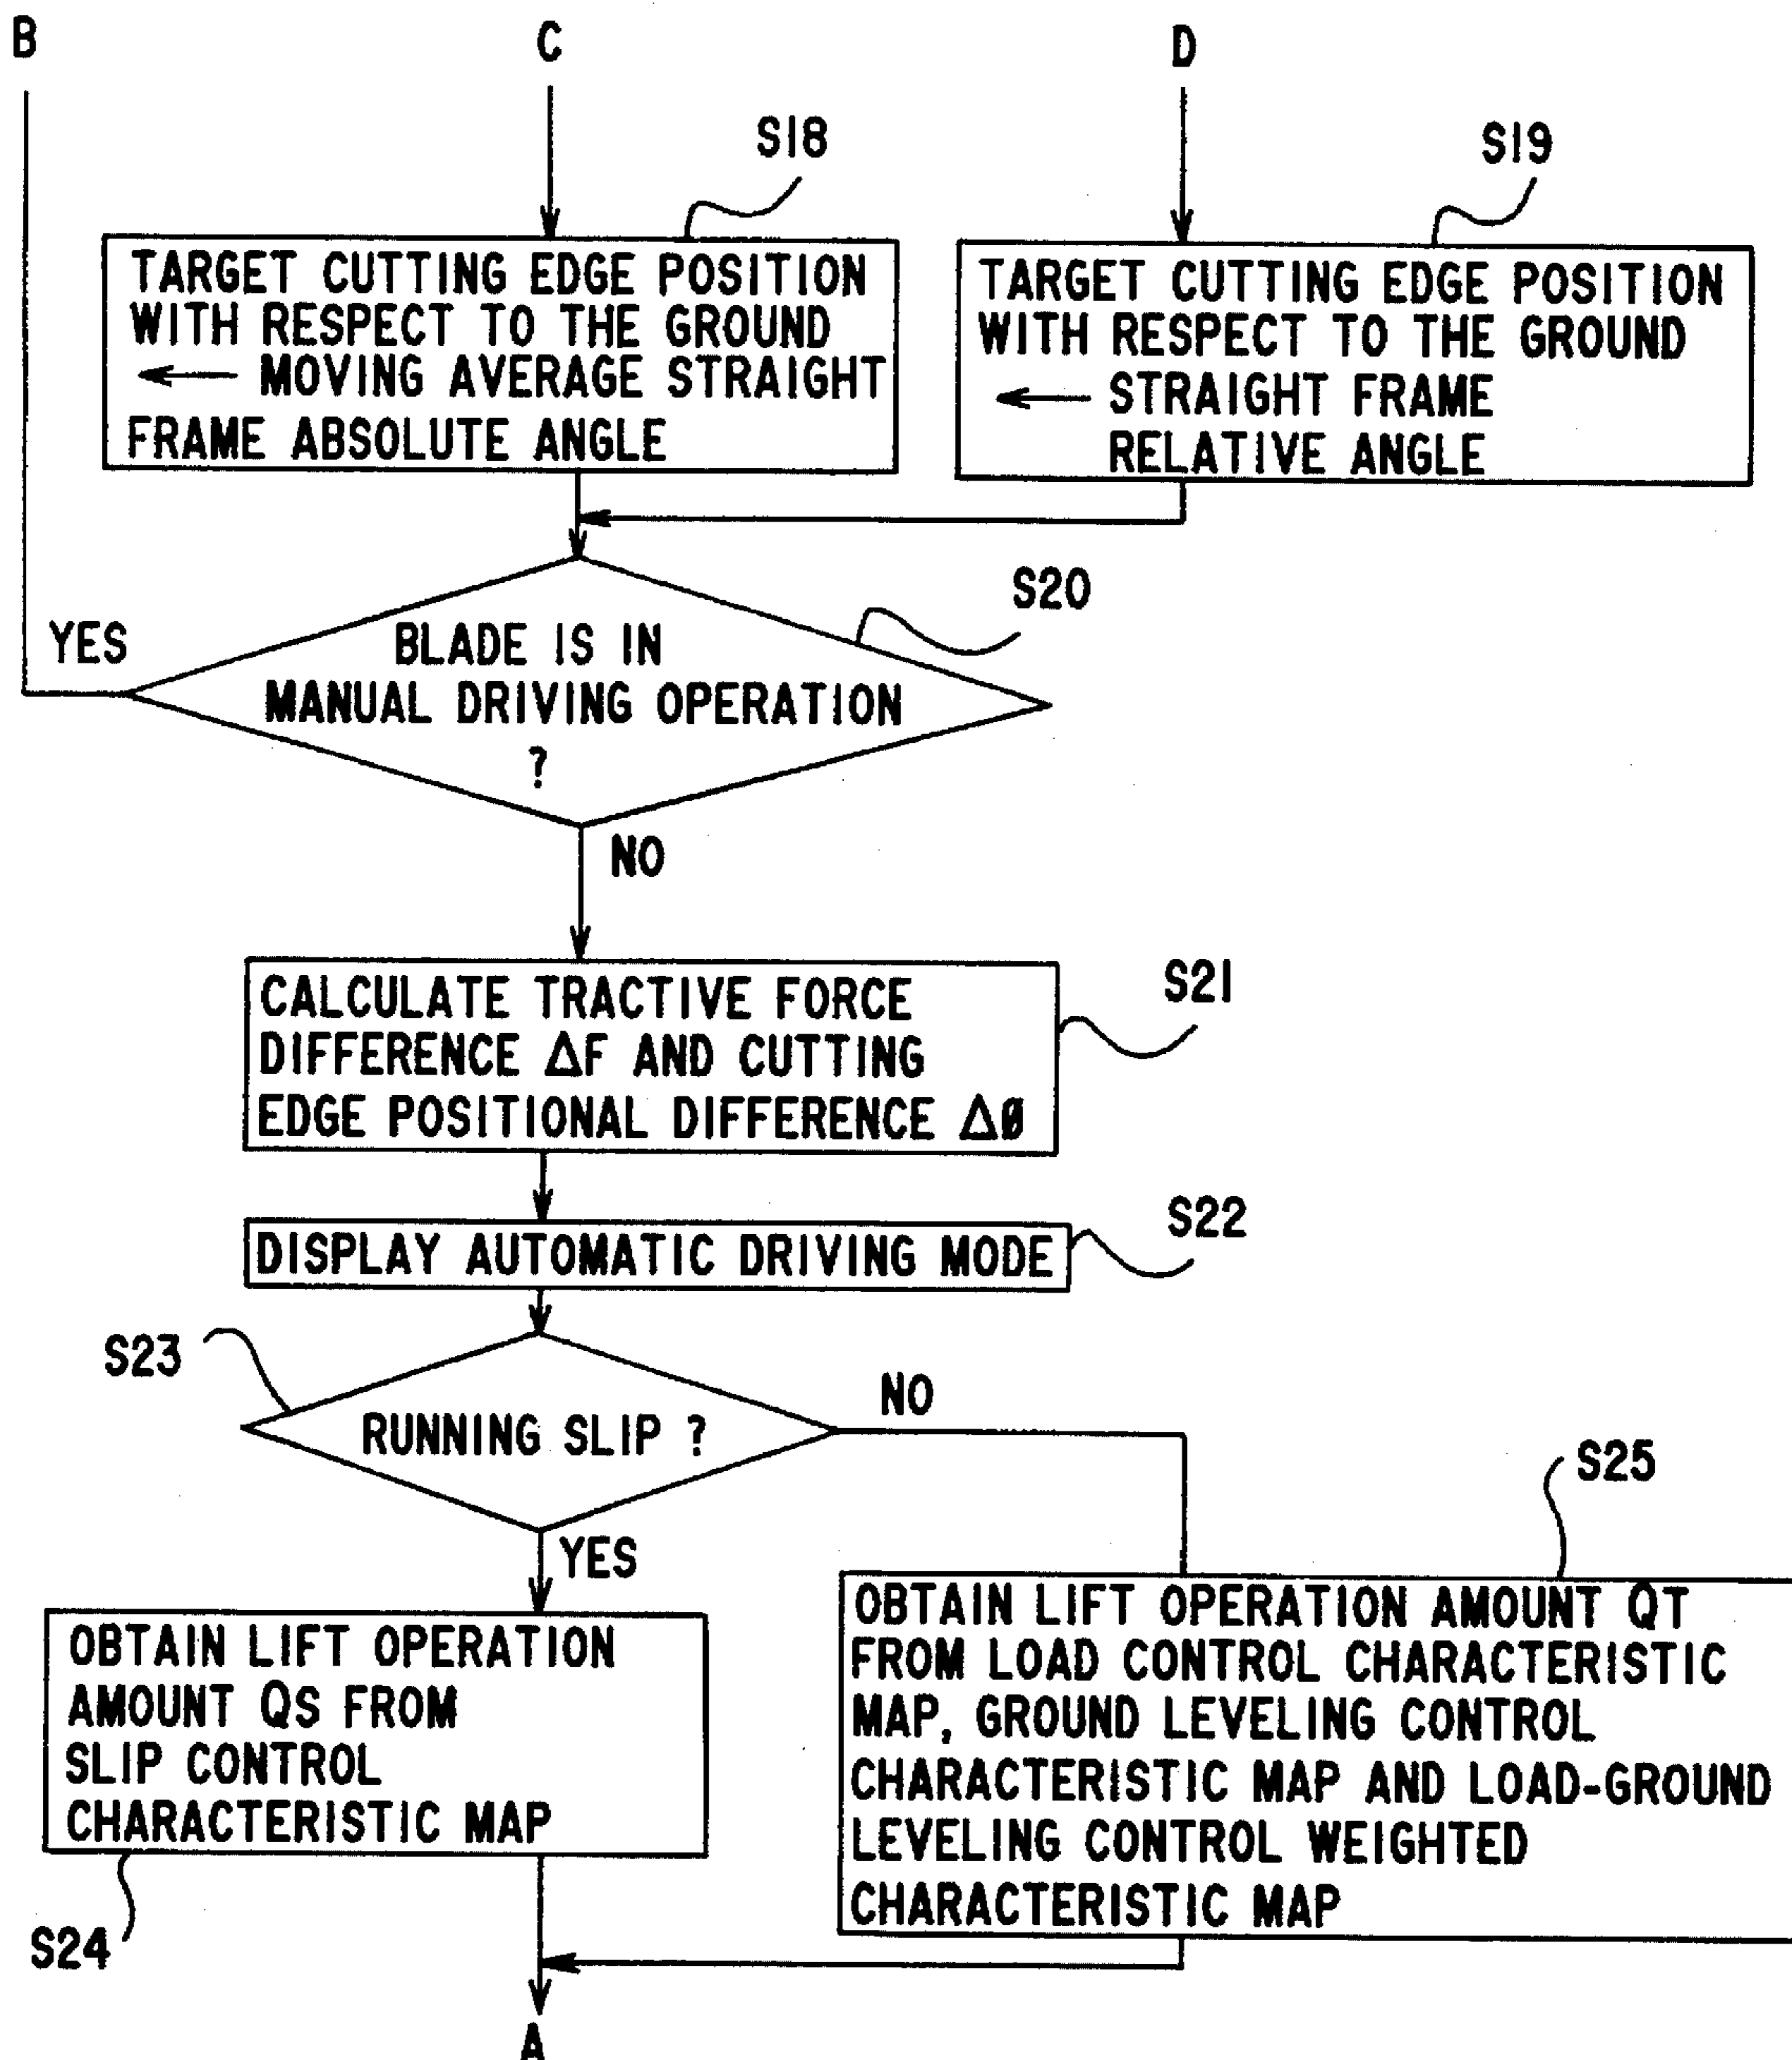 B
C
D
S18
S19
TARGET CUTTING EDGE POSITION
WITH RESPECT TO THE GROUND
← MOVING AVERAGE STRAIGHT
FRAME ABSOLUTE ANGLE
TARGET CUTTING EDGE POSITION
WITH RESPECT TO THE GROUND
← STRAIGHT FRAME
RELATIVE ANGLE
S20
YES
BLADE IS IN
MANUAL DRIVING OPERATION
?
NO
S21
CALCULATE TRACTIVE FORCE
DIFFERENCE ΔF AND CUTTING
EDGE POSITIONAL DIFFERENCE ΔØ
S22
DISPLAY AUTOMATIC DRIVING MODE
S23
RUNNING SLIP ?
NO
YES
S25
OBTAIN LIFT OPERATION
AMOUNT QS FROM
SLIP CONTROL
CHARACTERISTIC MAP
S24
OBTAIN LIFT OPERATION AMOUNT QT
FROM LOAD CONTROL CHARACTERISTIC
MAP, GROUND LEVELING CONTROL
CHARACTERISTIC MAP AND LOAD-GROUND
LEVELING CONTROL WEIGHTED
CHARACTERISTIC MAP
A